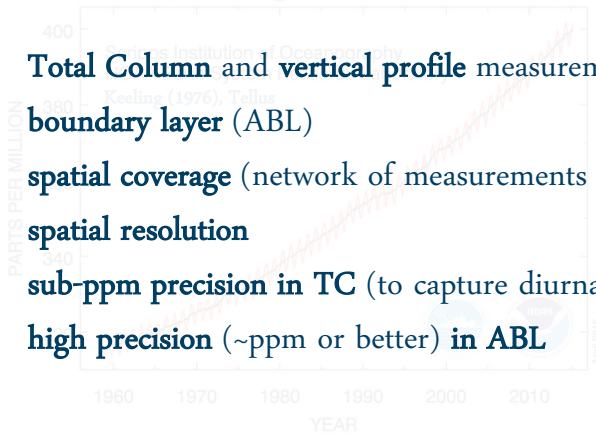 400
Scripps Institution of Oceanography
Total Column and vertical profile measurem
Keeling (1976), Tellus
380
boundary layer (ABL)
spatial coverage (network of measurements
spatial resolution
340
sub-ppm precision in TC (to capture diurna
high precision (~ppm or better) in ABL
PARTS PER MILLION
1960 1970 1980 1990 2000 2010
YEAR